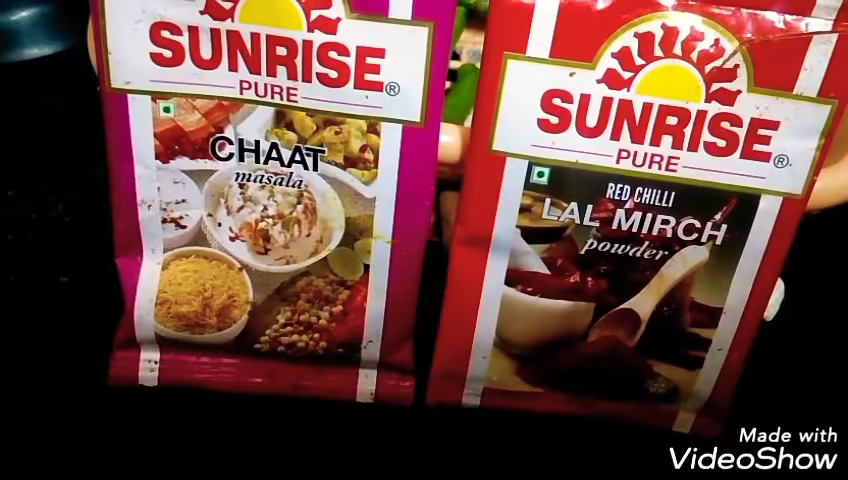 SUNRISE®
PURE
CHAAT
masala
SUNRISE®
PURE
RED CHILLI
LAL MIRCH
powder
Made with
VideoShow